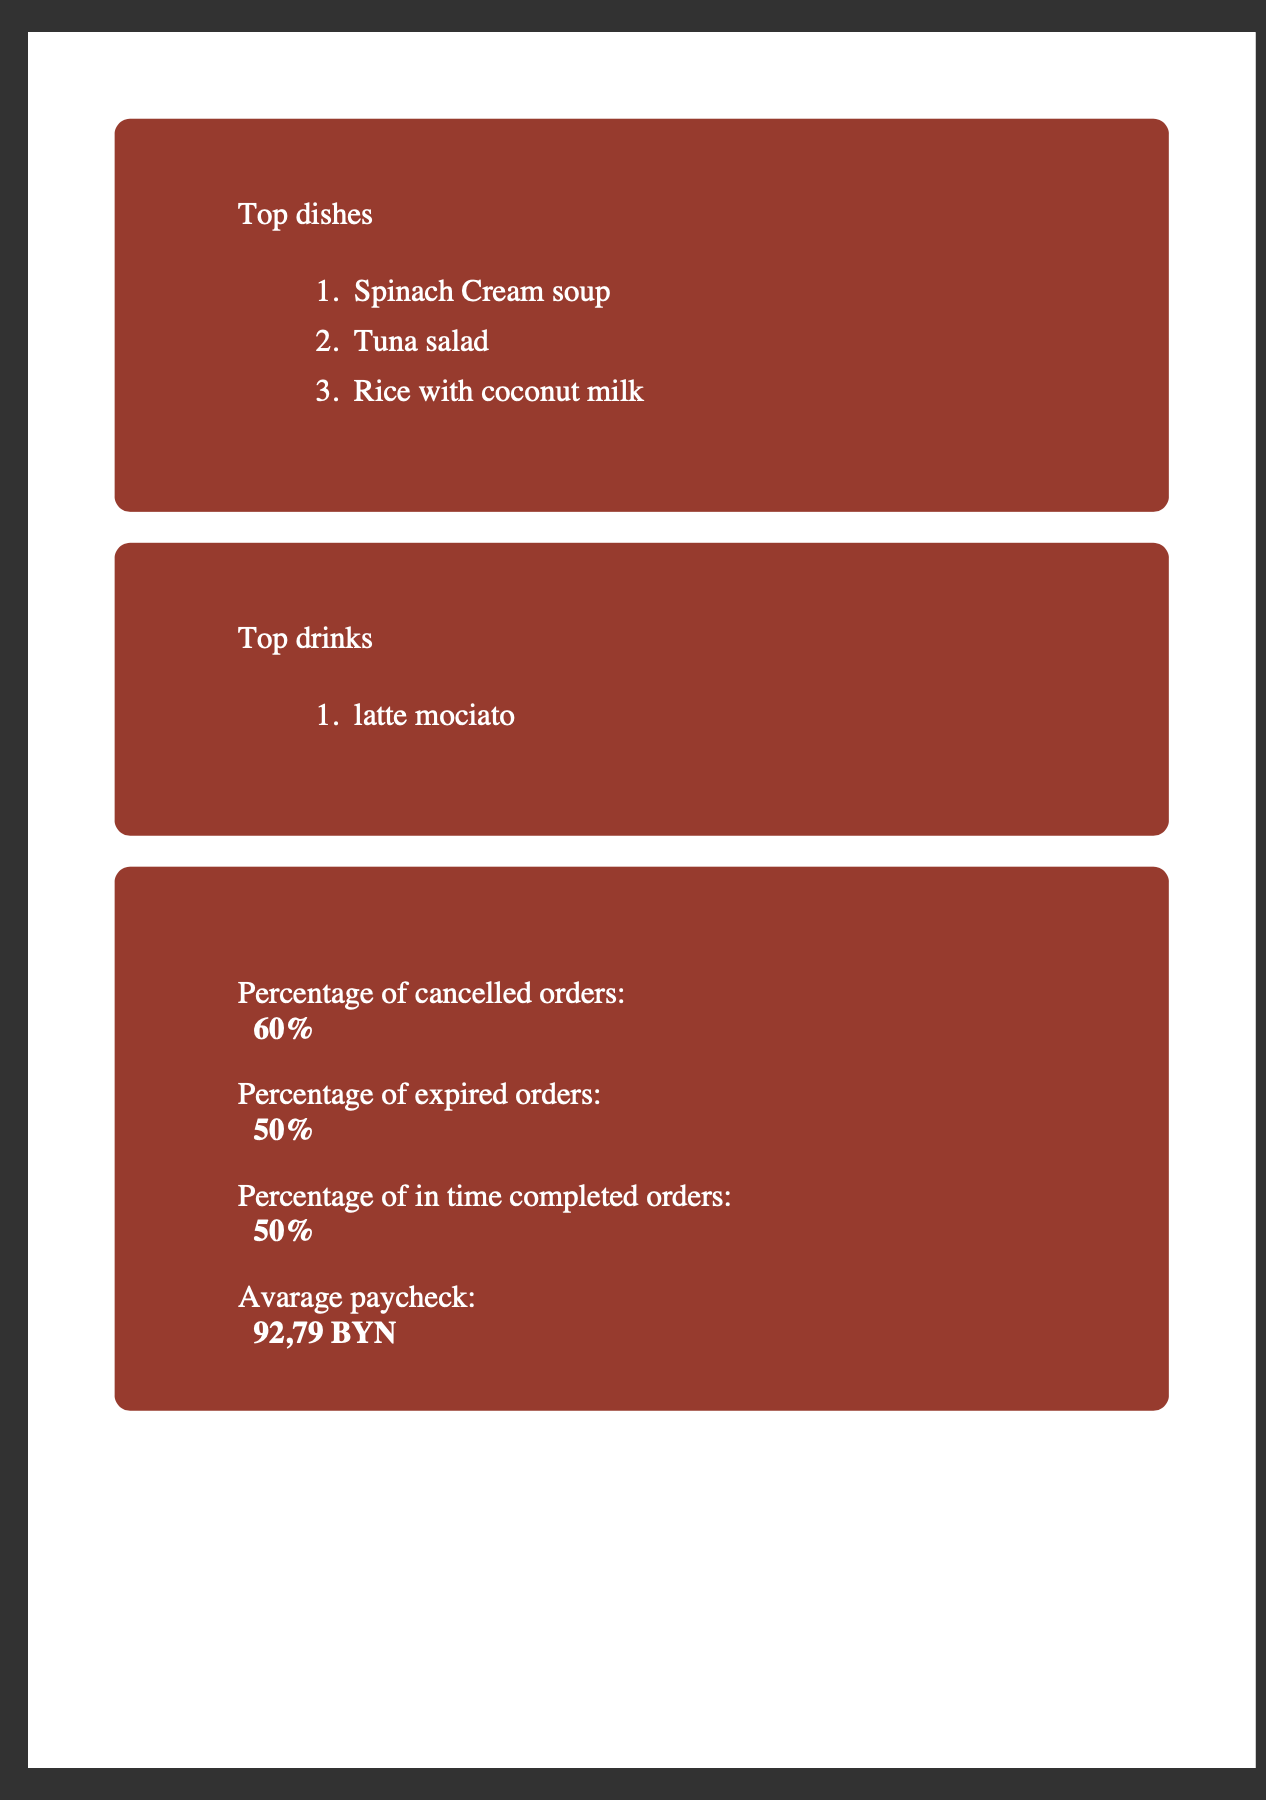 Top dishes
1. Spinach Cream soup
2. Tuna salad
3. Rice with coconut milk
Top drinks
1. latte mociato
Percentage of cancelled orders:
60%
Percentage of expired orders:
50%
Percentage of in time completed orders:
50%
Avarage paycheck:
92,79 BYN